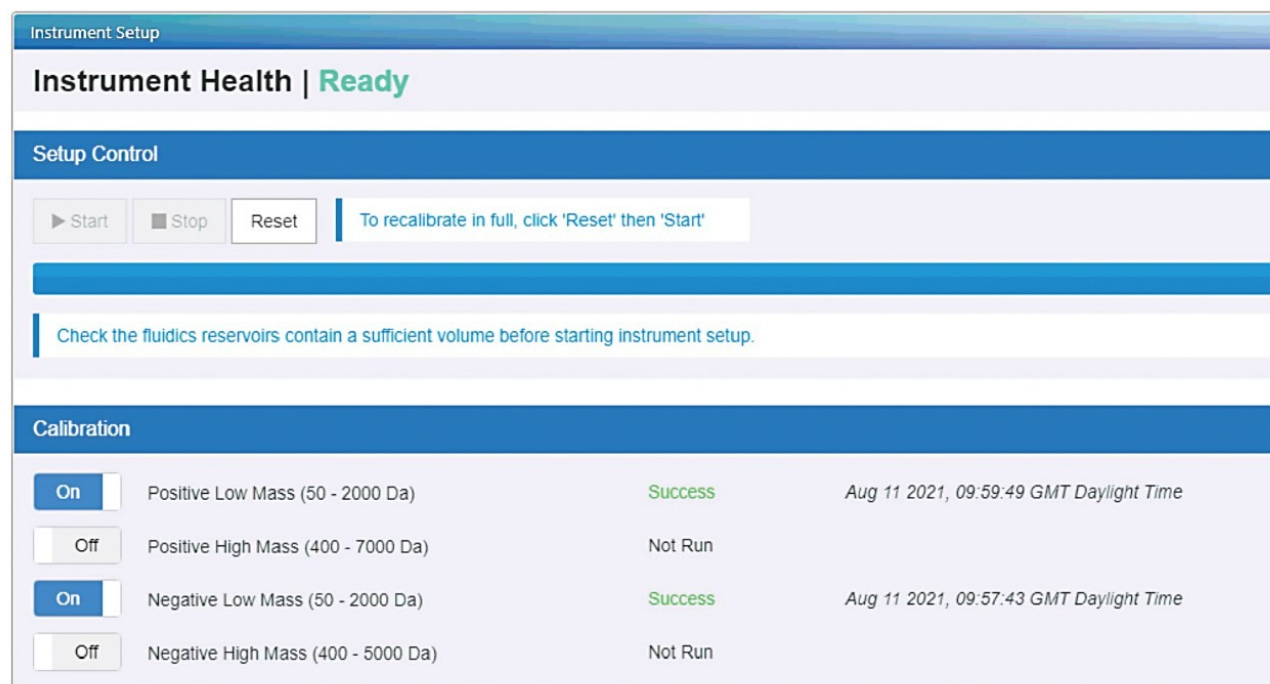 Instrument Setup
Instrument Health | Ready
Setup Control
Start Stop Reset To recalibrate in full, click 'Reset' then 'Start'
Check the fluidics reservoirs contain a sufficient volume before starting instrument setup.
Calibration
On Positive Low Mass (50 - 2000 Da) Success Aug 11 2021, 09:59:49 GMT Daylight Time
Off Positive High Mass (400 - 7000 Da) Not Run
On Negative Low Mass (50 - 2000 Da) Success Aug 11 2021, 09:57:43 GMT Daylight Time
Off Negative High Mass (400 - 5000 Da) Not Run